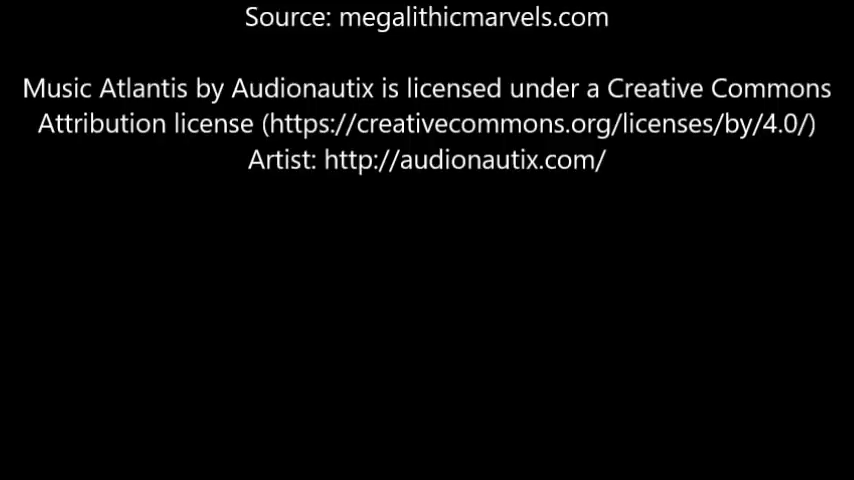 Source: megalithicmarvels.com
Music Atlantis by Audionautix is licensed under a Creative Commons
Attribution license (https://creativecommons.org/licenses/by/4.0/)
Artist: http://audionautix.com/